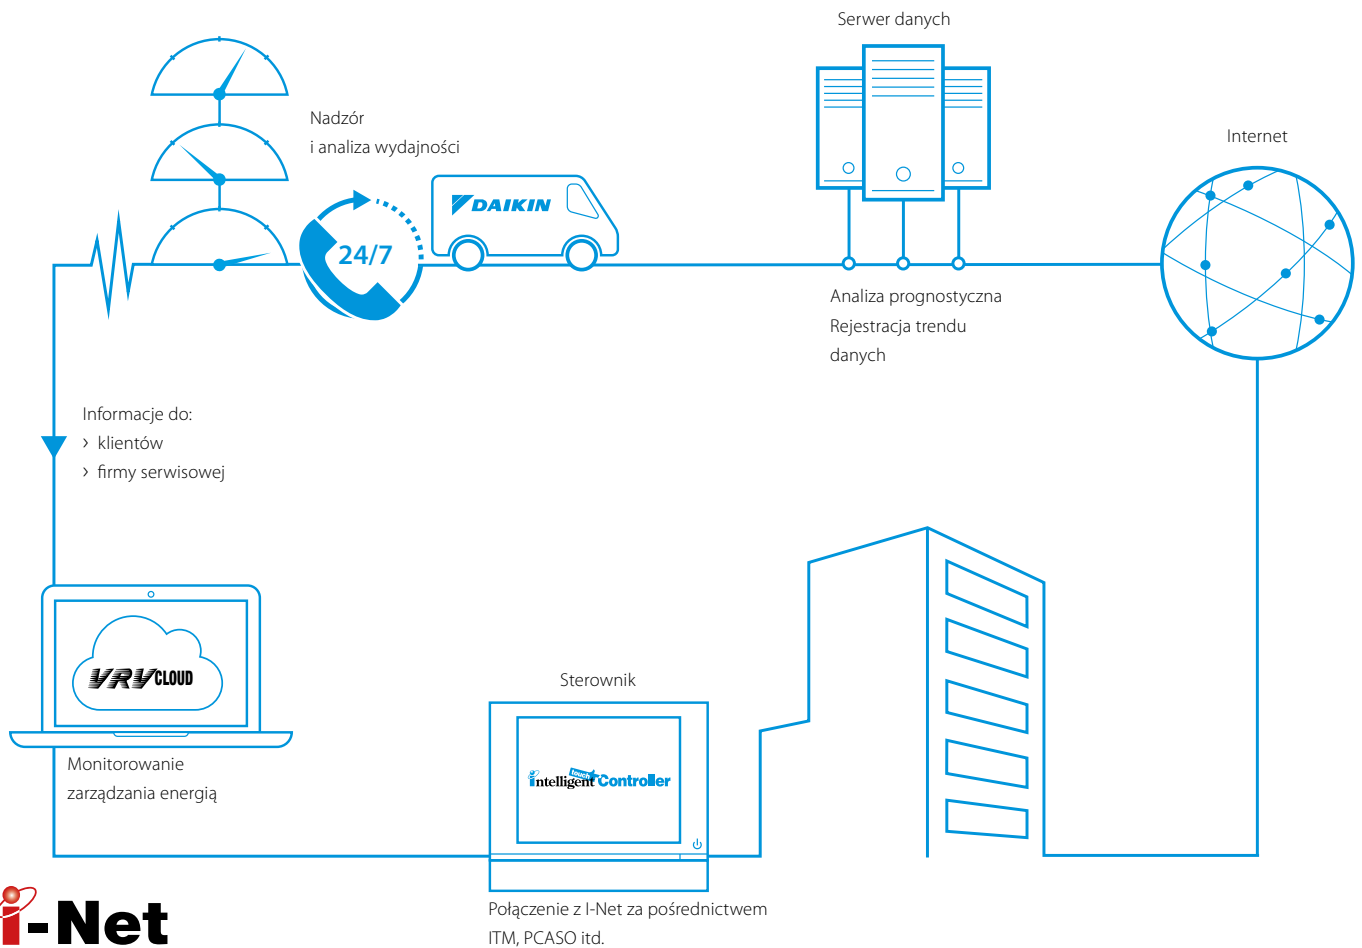 Serwer danych
Nadzór
i analiza wydajności
Internet
DAIKIN
24/7
Analiza prognostyczna
Rejestracja trendu
danych
Informacje do:
› klientów
› firmy serwisowej
VRV CLOUD
Sterownik
Monitorowanie
zarządzania energią
intelligent touch Controller
i-Net
Połączenie z I-Net za pośrednictwem
ITM, PCASO itd.